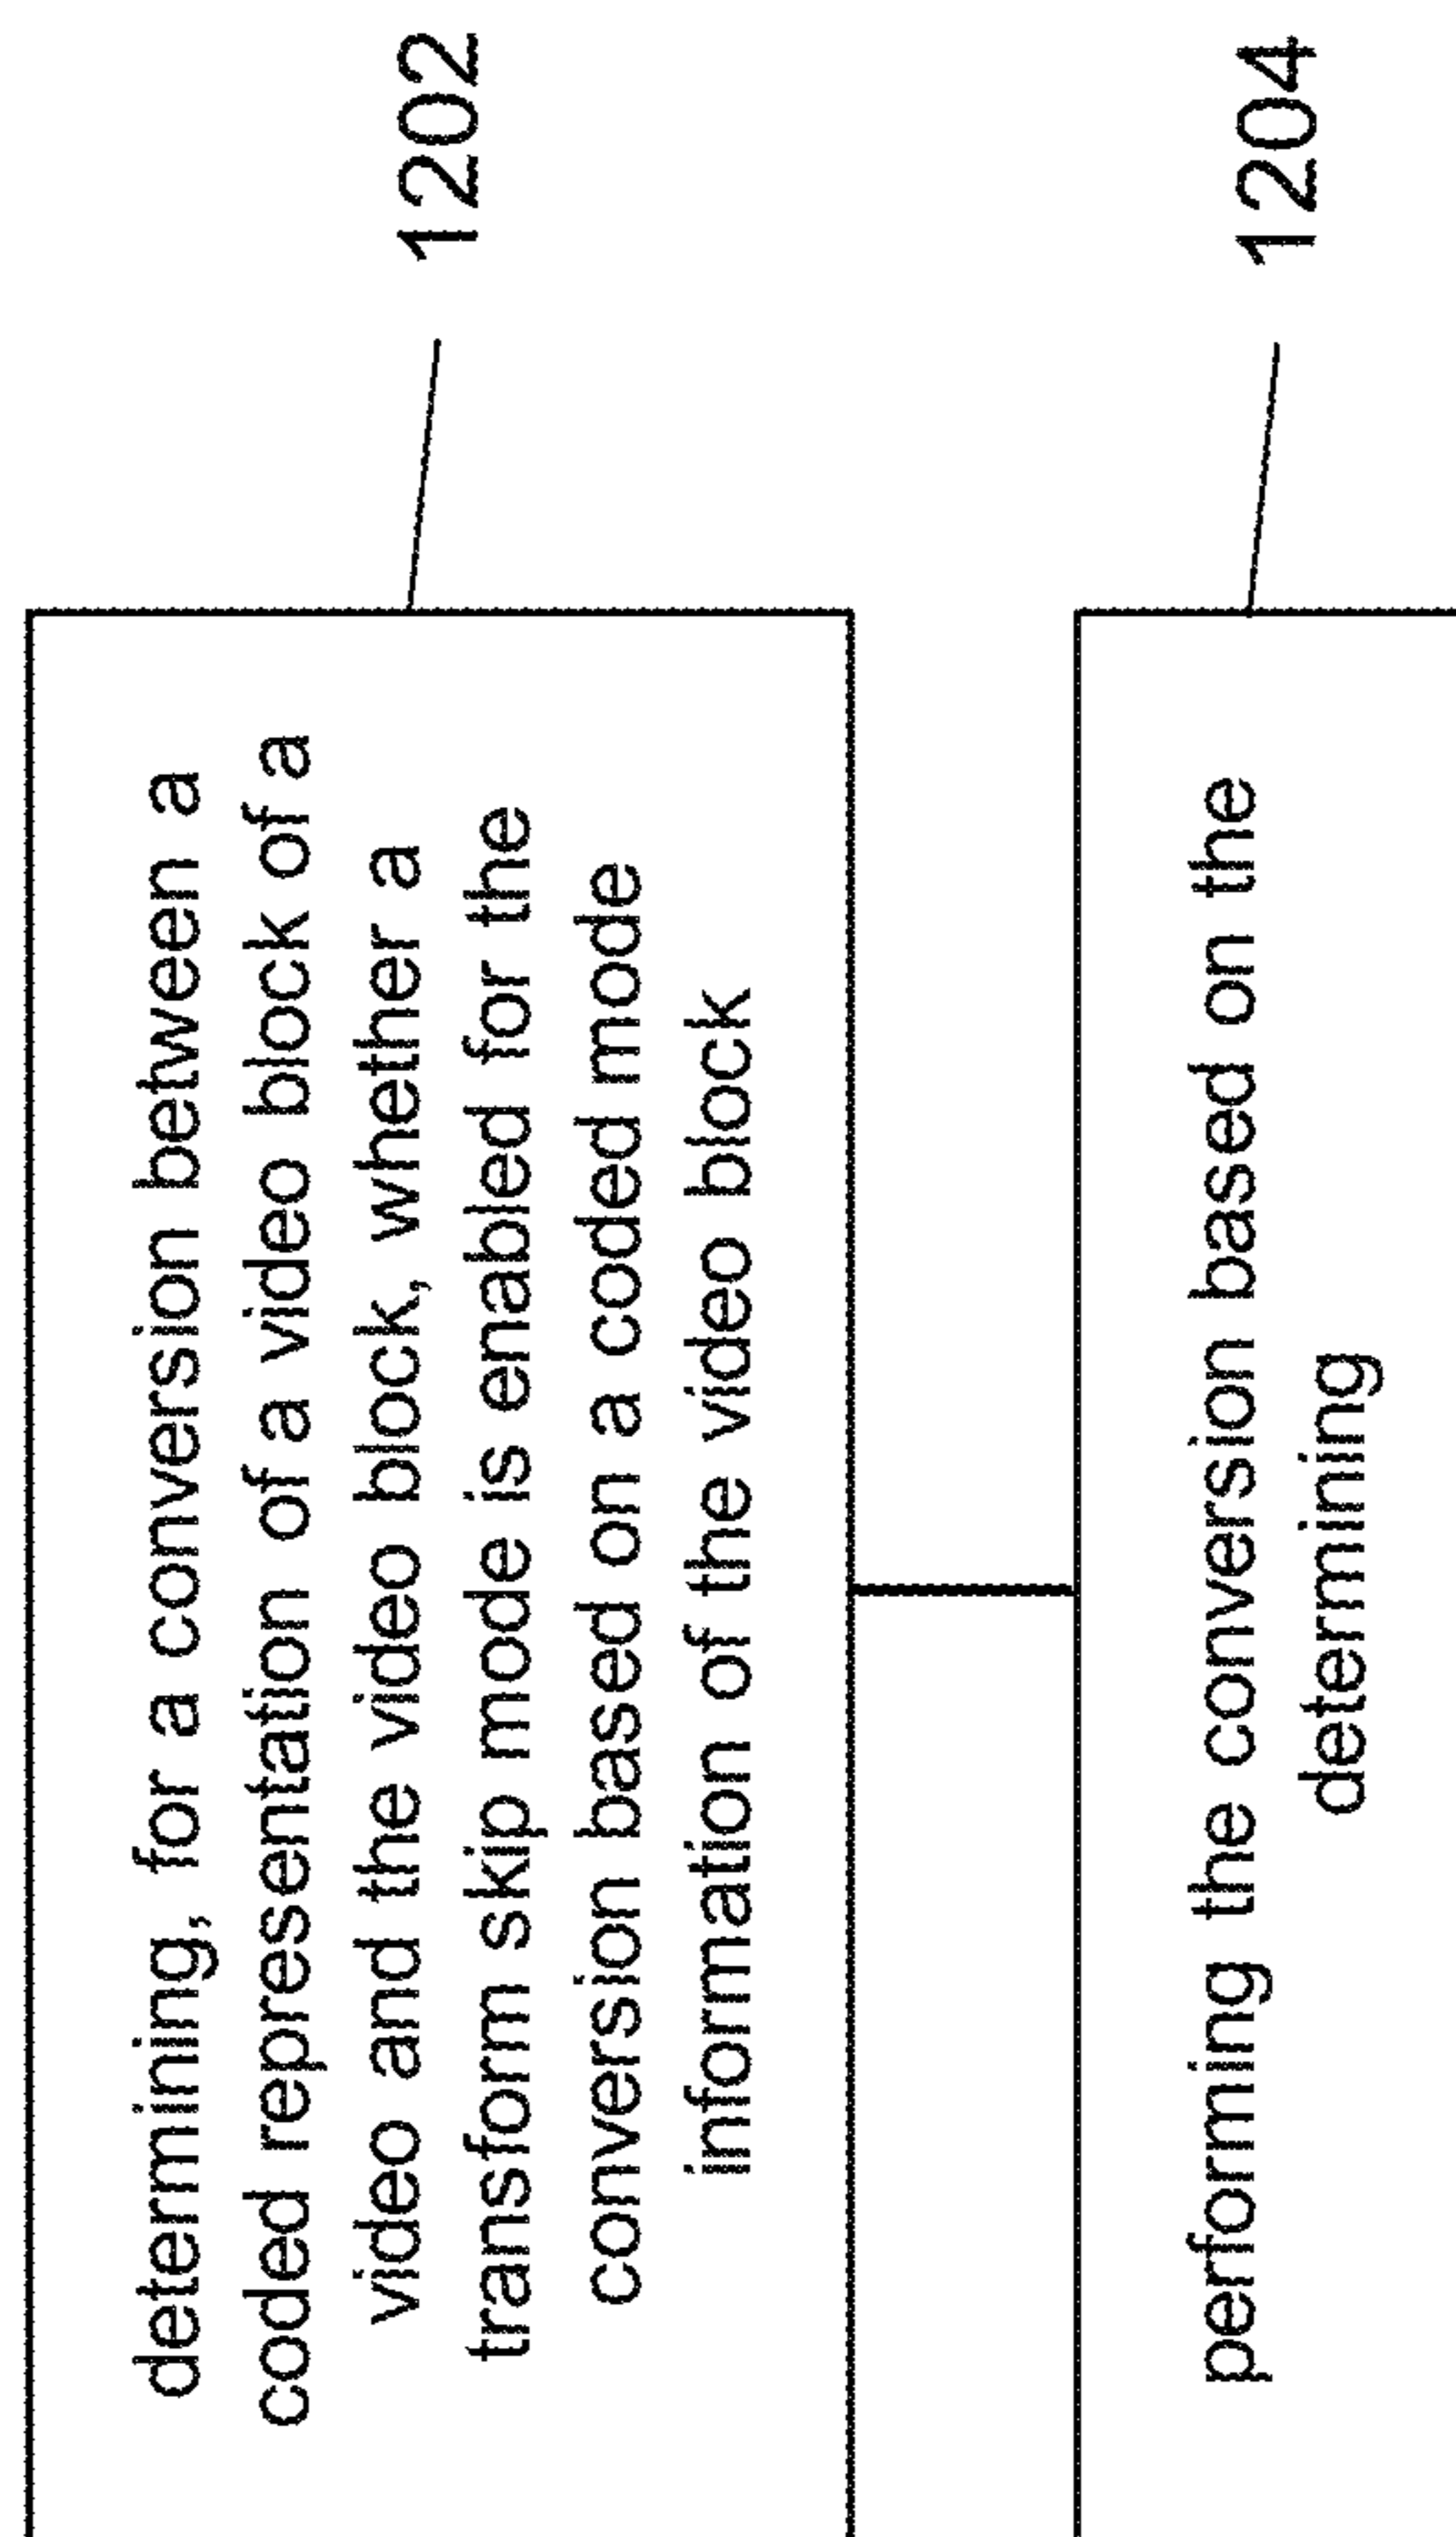 determining, for a conversion between a
coded representation of a video block of a
video and the video block, whether a
transform skip mode is enabled for the
conversion based on a coded mode
information of the video block
1202
performing the conversion based on the
determining
1204